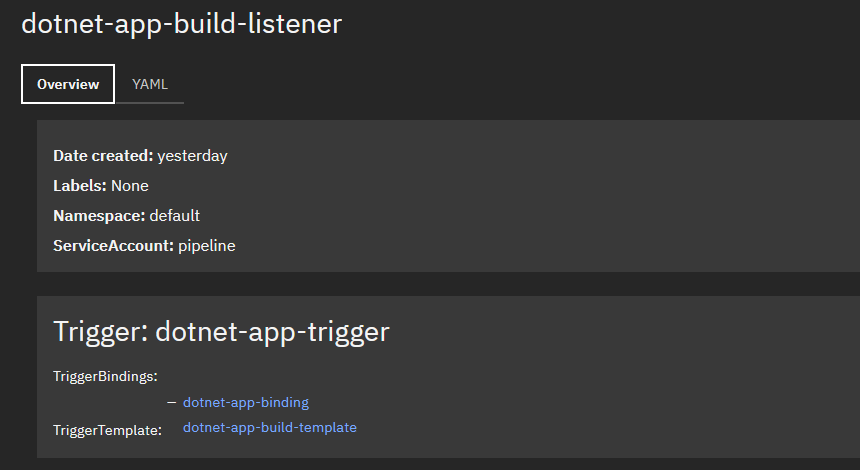 dotnet-app-build-listener
Overview YAML
Date created: yesterday
Labels: None
Namespace: default
ServiceAccount: pipeline
Trigger: dotnet-app-trigger
TriggerBindings:
– dotnet-app-binding
TriggerTemplate: dotnet-app-build-template